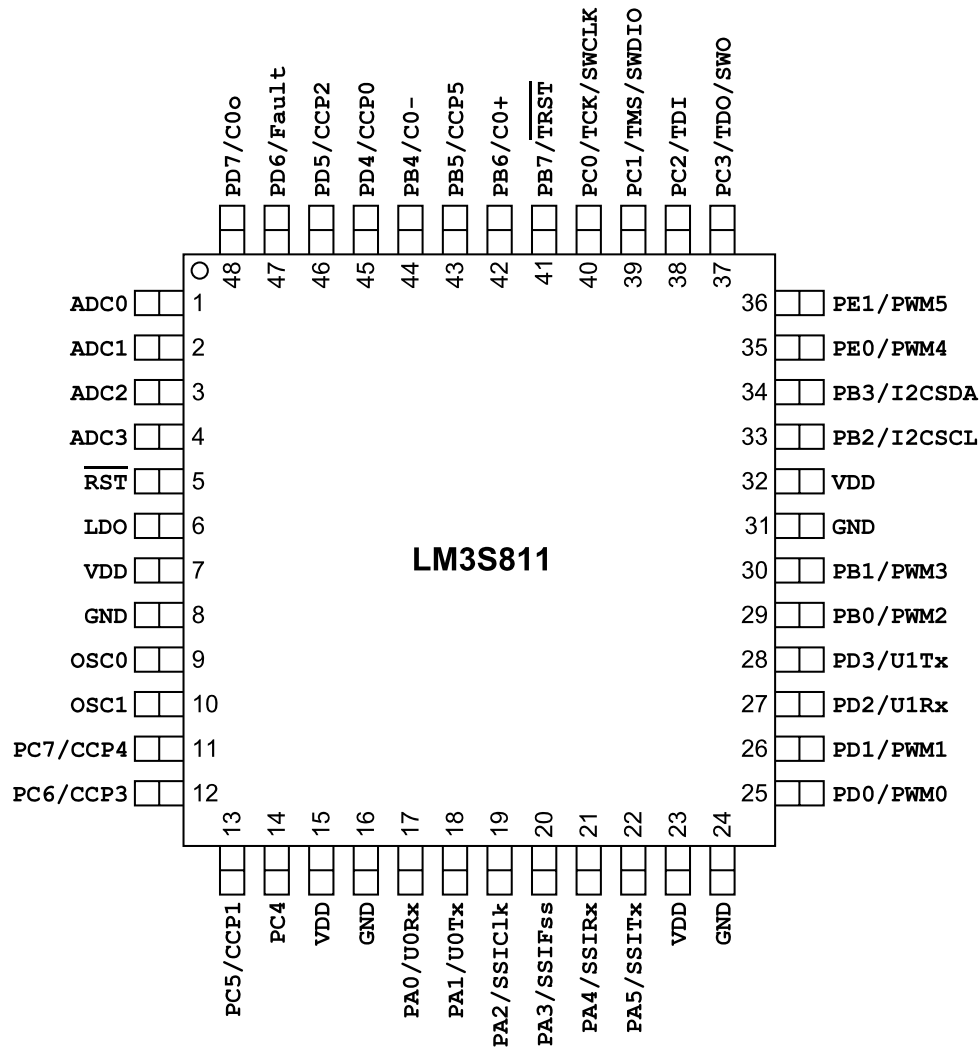 PD7/C0o
PD6/Fault
PD5/CCP2
PD4/CCP0
PB4/C0-
PB5/CCP5
PB6/C0+
PB7/TRST
PC0/TCK/SWCLK
PC1/TMS/SWDIO
PC2/TDI
PC3/TDO/SWO
48
47
46
45
44
43
42
41
40
39
38
37
ADC0 1
ADC1 2
ADC2 3
ADC3 4
RST 5
LDO 6
VDD 7
GND 8
OSC0 9
OSC1 10
PC7/CCP4 11
PC6/CCP3 12
LM3S811
36 PE1/PWM5
35 PE0/PWM4
34 PB3/I2CSDA
33 PB2/I2CSCL
32 VDD
31 GND
30 PB1/PWM3
29 PB0/PWM2
28 PD3/U1Tx
27 PD2/U1Rx
26 PD1/PWM1
25 PD0/PWM0
13
14
15
16
17
18
19
20
21
22
23
24
PC5/CCP1
PC4
VDD
GND
PA0/U0Rx
PA1/U0Tx
PA2/SSIClk
PA3/SSIFss
PA4/SSIRx
PA5/SSITx
VDD
GND